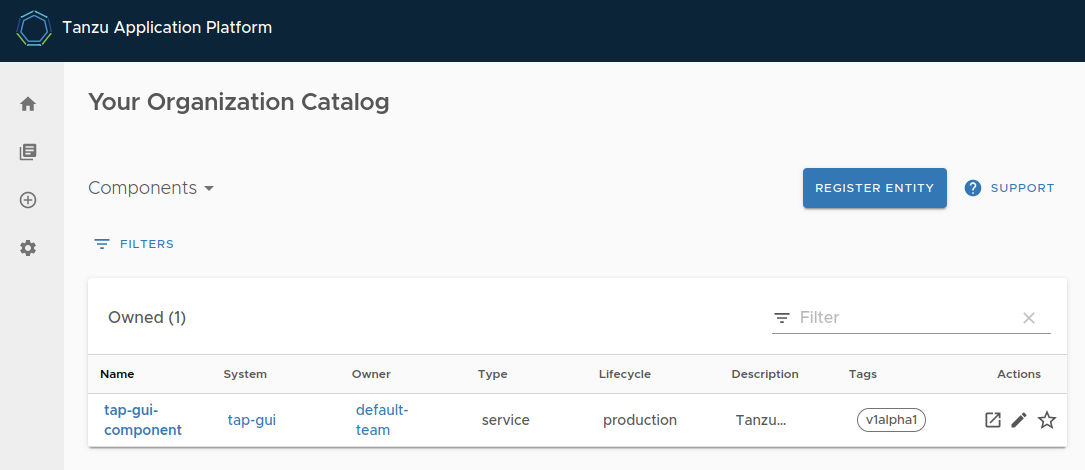 Tanzu Application Platform
Your Organization Catalog
Components
REGISTER ENTITY
SUPPORT
FILTERS
Owned (1)
Filter
Name System Owner Type Lifecycle Description Tags Actions
tap-gui-component tap-gui default-team service production Tanzu... v1alpha1